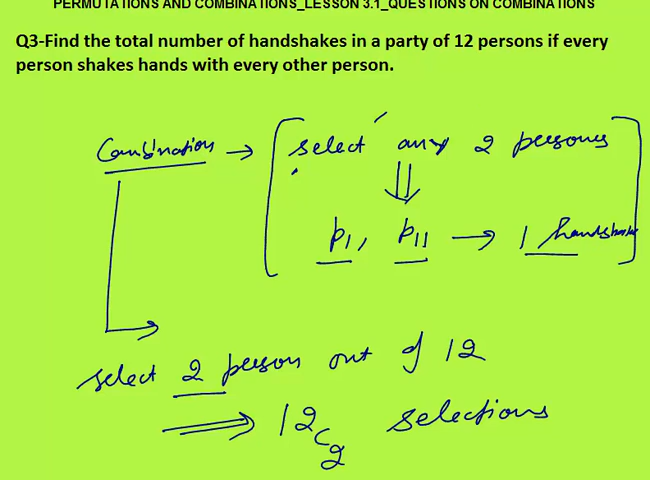 PERMUTATIONS AND COMBINATIONS_LESSON 3.1_QUESTIONS ON COMBINATIONS
Q3-Find the total number of handshakes in a party of 12 persons if every
person shakes hands with every other person.
Combination → [select any 2 persons
⇓
P1, P11 → 1 handshake]
select 2 person out of 12
⟹ 12c2 selections